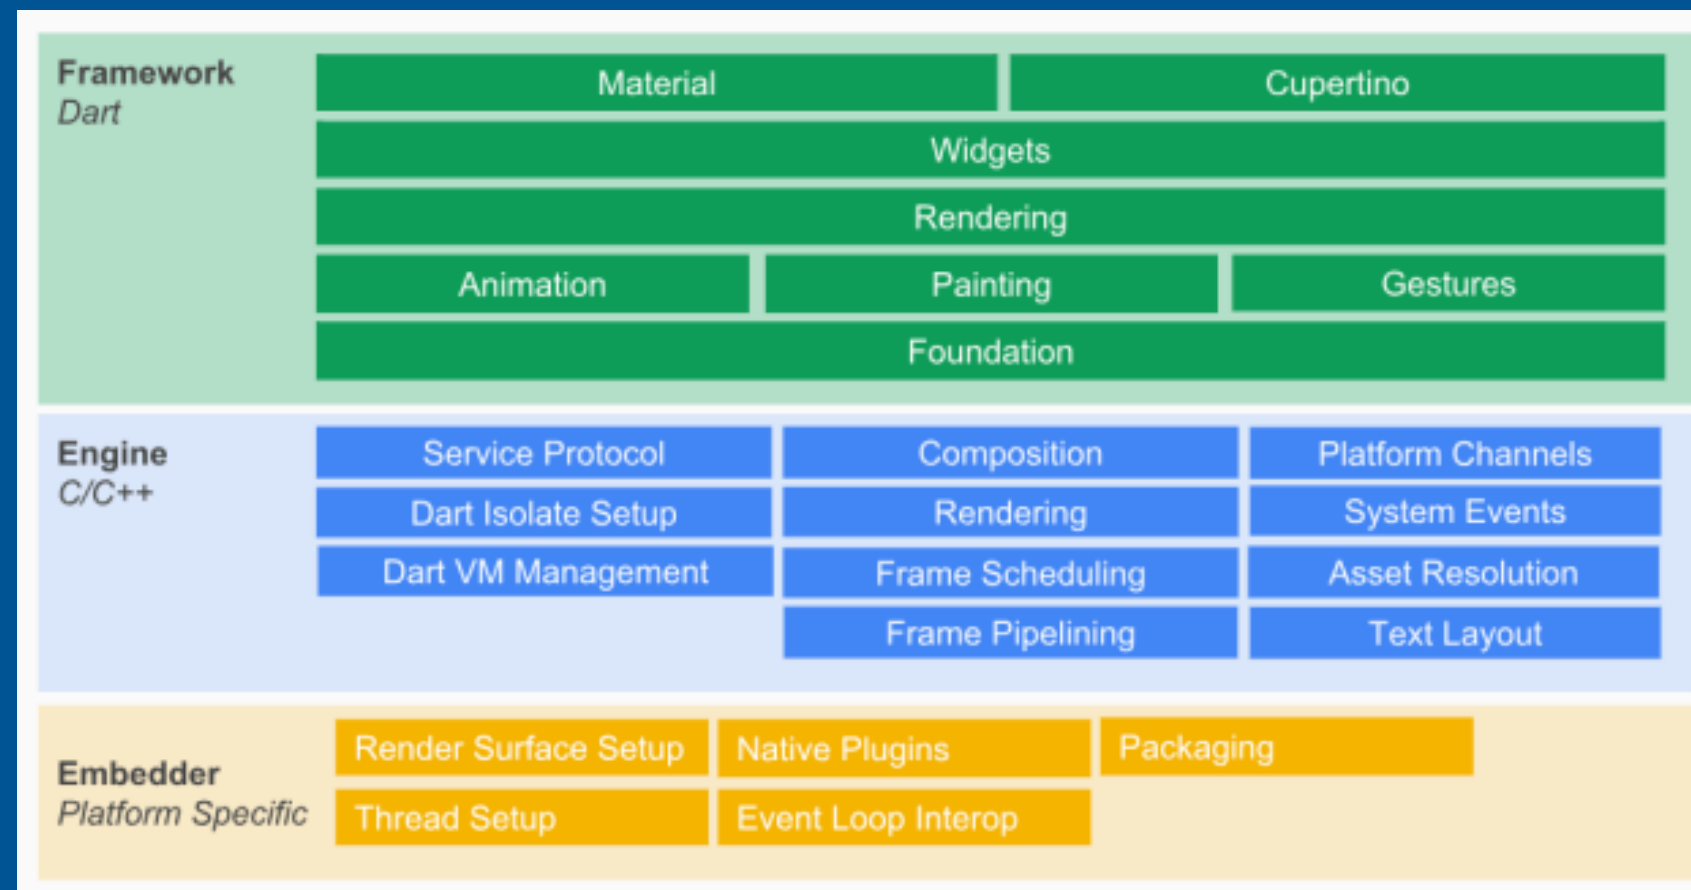 Framework
Dart
Material
Cupertino
Widgets
Rendering
Animation
Painting
Gestures
Foundation
Engine
C/C++
Service Protocol
Composition
Platform Channels
Dart Isolate Setup
Rendering
System Events
Dart VM Management
Frame Scheduling
Asset Resolution
Frame Pipelining
Text Layout
Embedder
Platform Specific
Render Surface Setup
Native Plugins
Packaging
Thread Setup
Event Loop Interop